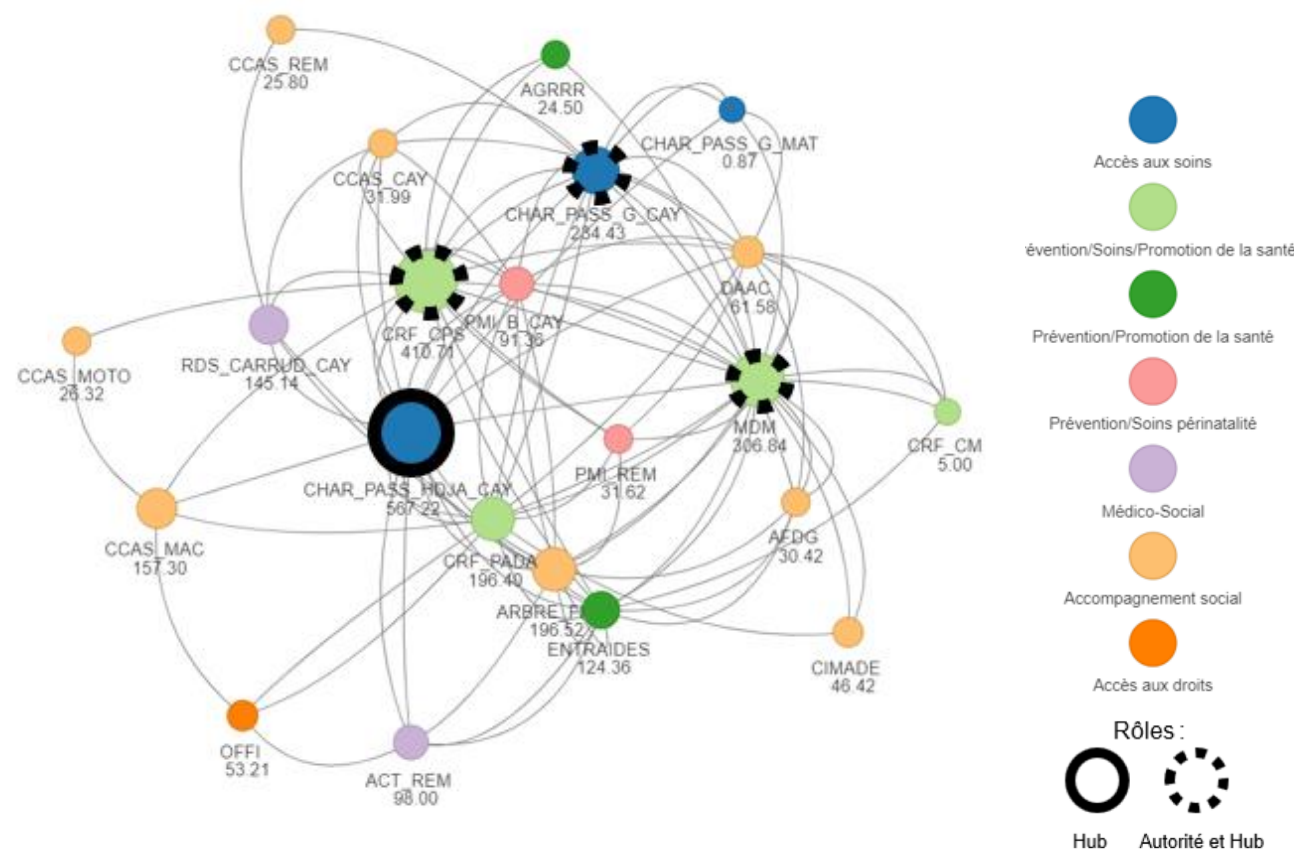 CCAS_REM
25.80
AGRRR
24.50
CHAR_PASS_G_MAT
0.87
CCAS_CAY
31.99
CHAR_PASS_G_CAY
284.43
DAAC
61.58
CRF_CPS
410.71
PMI_B_CAY
91.36
RDS_CARRUD_CAY
145.14
CCAS_MOTO
26.32
MDM
306.84
CRF_CM
5.00
PMI_REM
31.62
CHAR_PASS_HDJA_CAY
567.22
CCAS_MAC
157.30
CRF_PADA
196.40
AFDG
30.42
196.52
ENTRAIDES
124.36
CIMADE
46.42
OFFI
53.21
ACT_REM
98.00
Accès aux soins
évention/Soins/Promotion de la santé
Prévention/Promotion de la santé
Prévention/Soins périnatalité
Médico-Social
Accompagnement social
Accès aux droits
Rôles :
Hub
Autorité et Hub